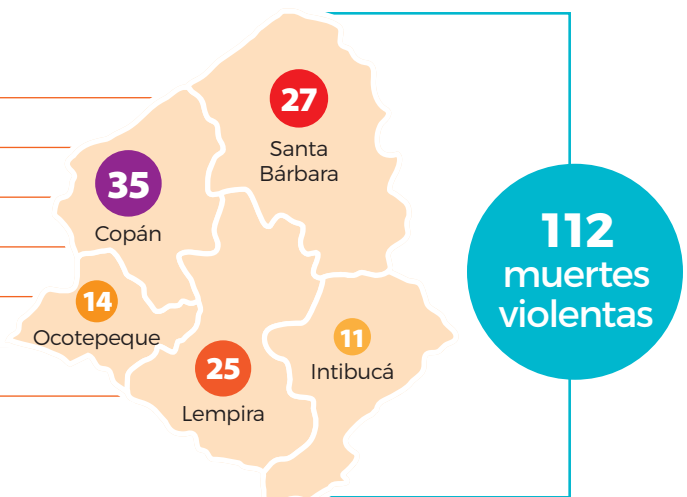 27
Santa
Bárbara
35
Copán
14
Ocotepeque
25
Lempira
11
Intibucá
112
muertes
violentas